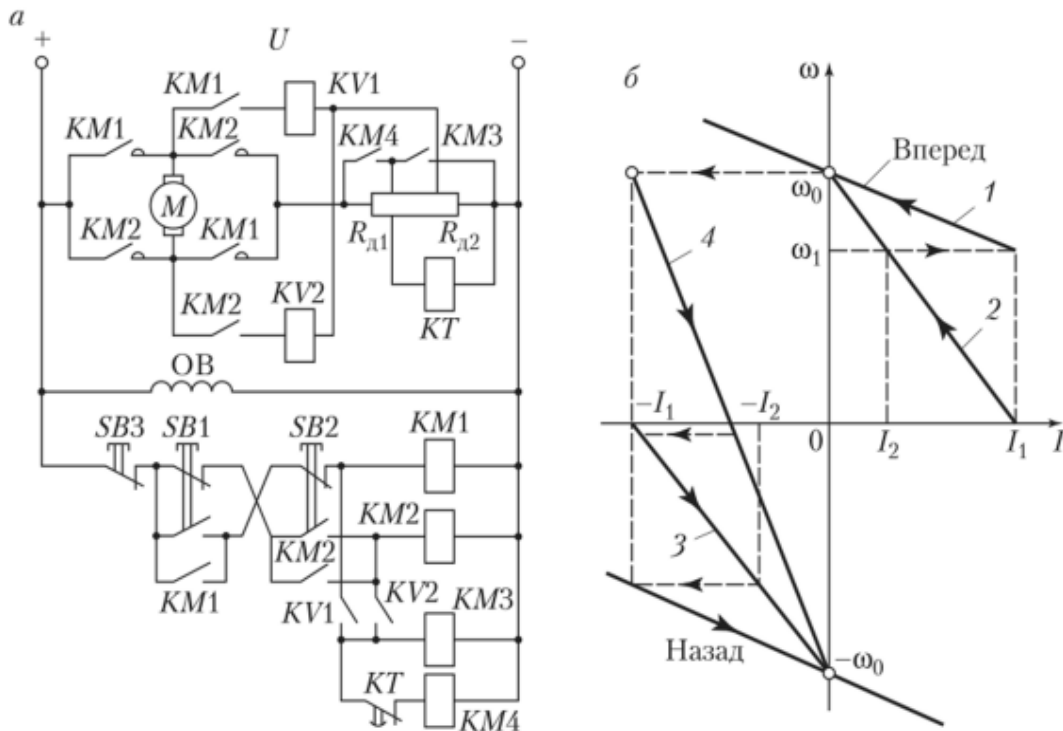 а
+
U
−
KM1
KV1
KM1
KM2
KM4
KM3
M
KM2
KM1
Rд1
Rд2
KM2
KV2
KT
ОВ
SB3
SB1
SB2
KM1
KM2
KM2
KM1
KV1
KV2
KM3
KT
KM4
б
ω
Вперед
ω0
1
4
ω1
2
−I1
−I2
0
I2
I1
I
3
Назад
−ω0